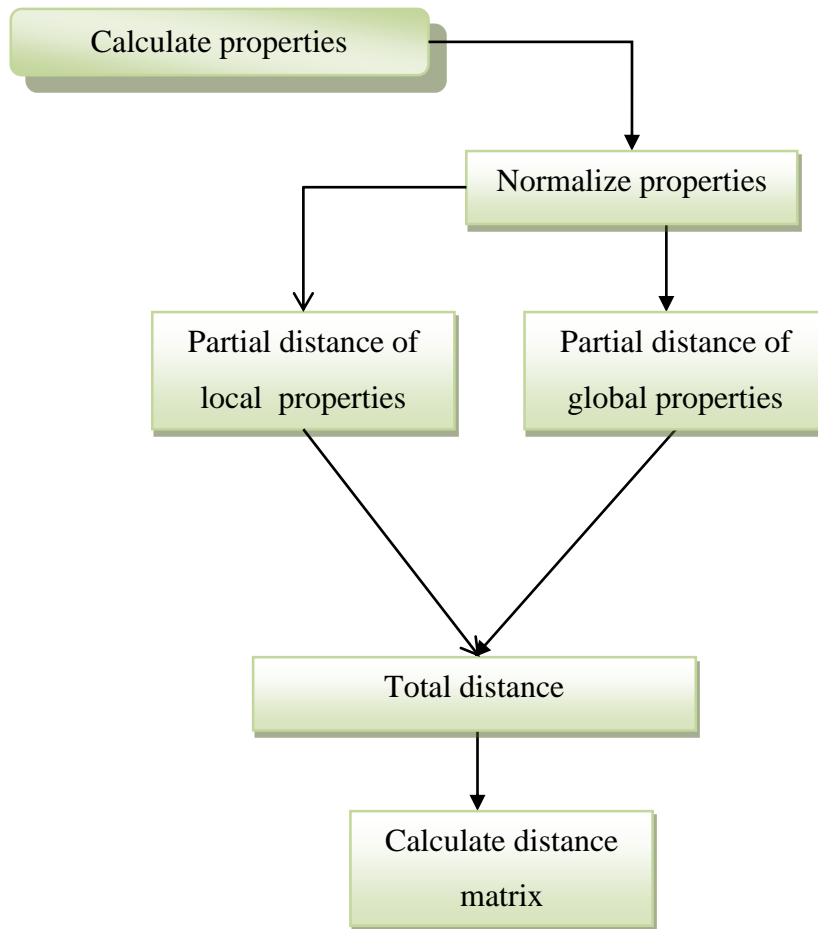 Calculate properties
Normalize properties
Partial distance of
local properties
Partial distance of
global properties
Total distance
Calculate distance
matrix